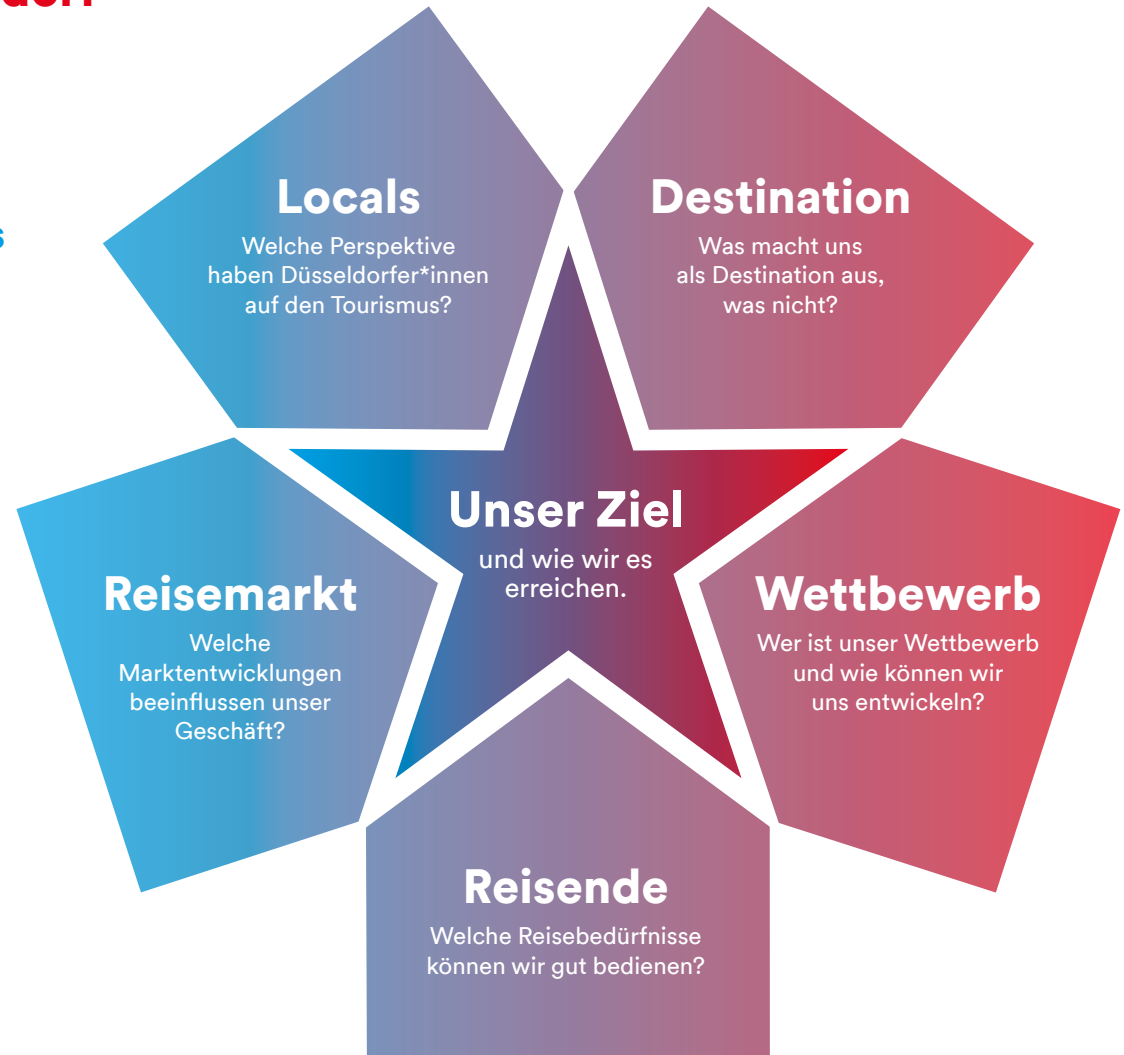 Locals
Welche Perspektive
haben Düsseldorfer*innen
auf den Tourismus?
Destination
Was macht uns
als Destination aus,
was nicht?
Unser Ziel
und wie wir es
erreichen.
Reisemarkt
Welche
Marktentwicklungen
beeinflussen unser
Geschäft?
Wettbewerb
Wer ist unser Wettbewerb
und wie können wir
uns entwickeln?
Reisende
Welche Reisebedürfnisse
können wir gut bedienen?